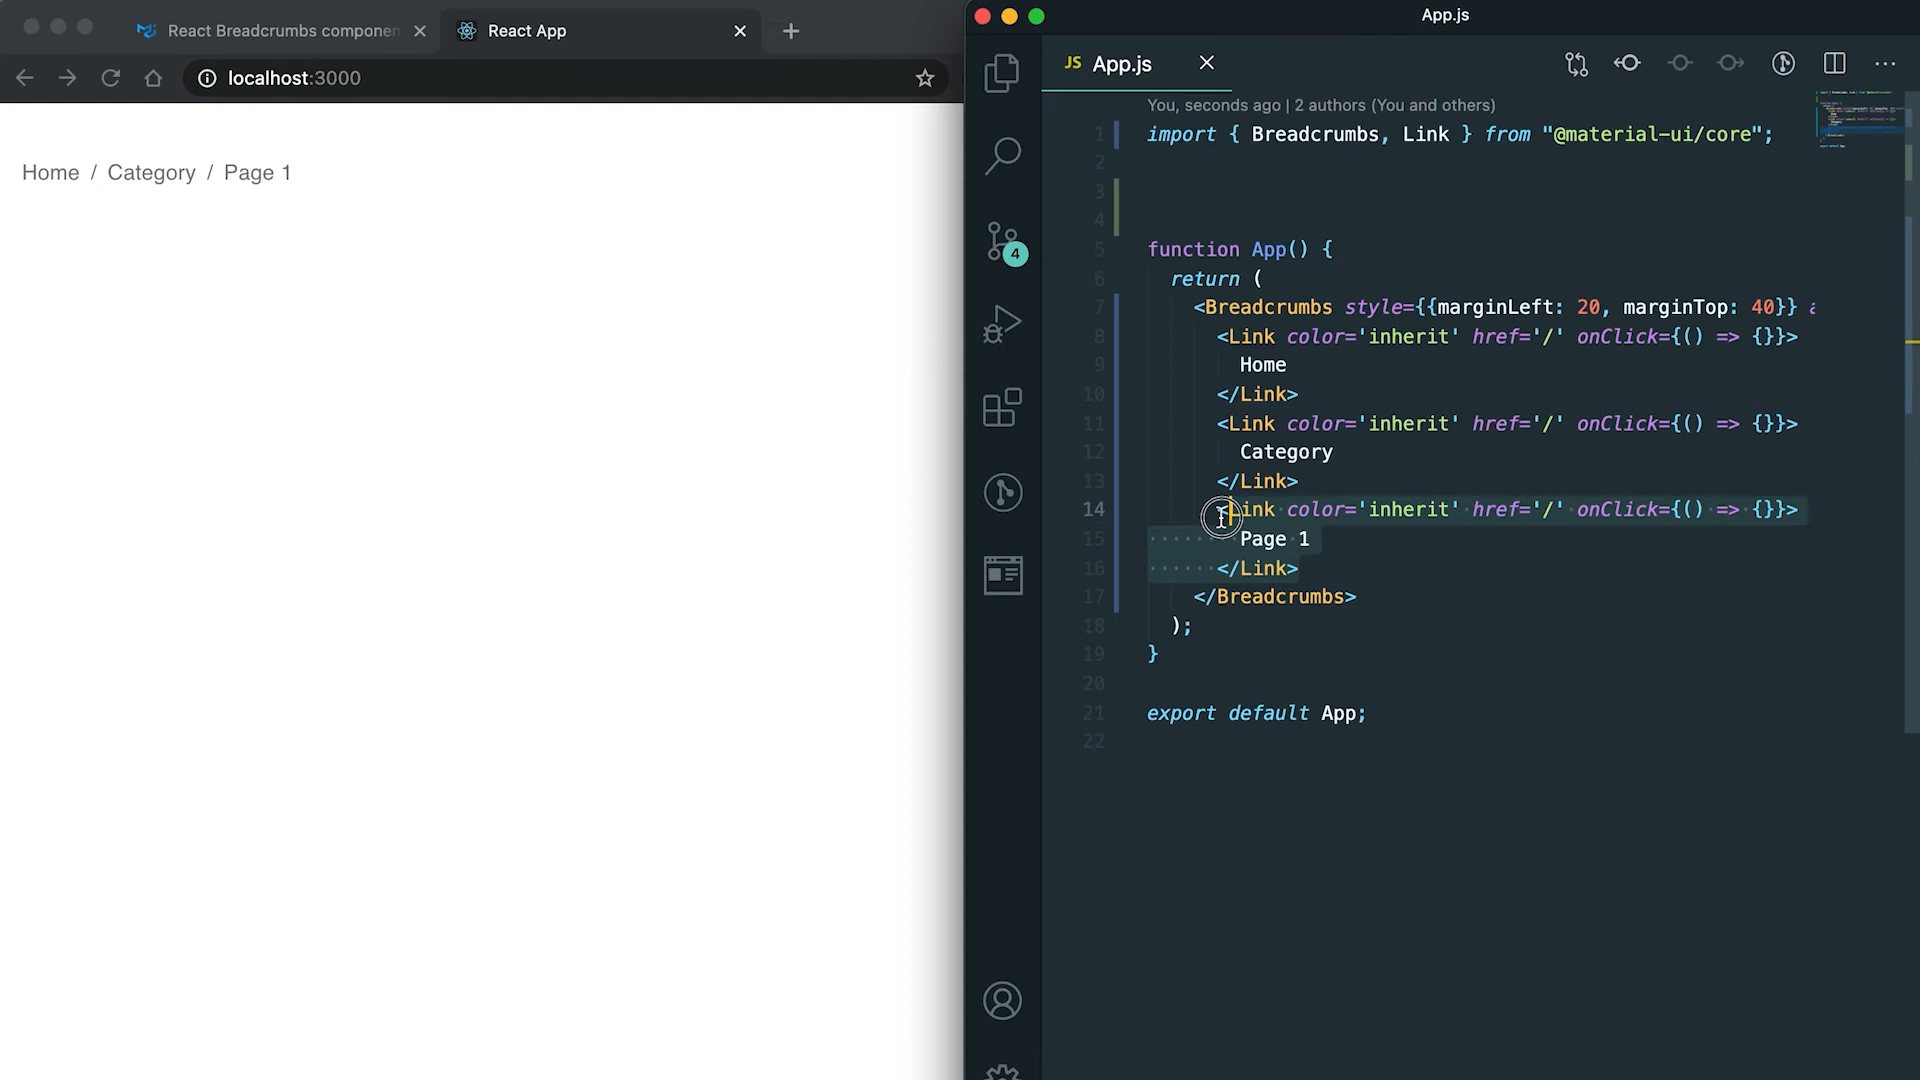 React Breadcrumbs componen
React App
localhost:3000
Home / Category / Page 1
App.js
JS App.js
You, seconds ago | 2 authors (You and others)
1 import { Breadcrumbs, Link } from "@material-ui/core";
2
3
4
5 function App() {
6 return (
7 <Breadcrumbs style={{marginLeft: 20, marginTop: 40}} a
8 <Link color='inherit' href='/' onClick={() => {}}>
9 Home
10 </Link>
11 <Link color='inherit' href='/' onClick={() => {}}>
12 Category
13 </Link>
14 <Link color='inherit' href='/' onClick={() => {}}>
15 Page 1
16 </Link>
17 </Breadcrumbs>
18 );
19 }
20
21 export default App;
22
4